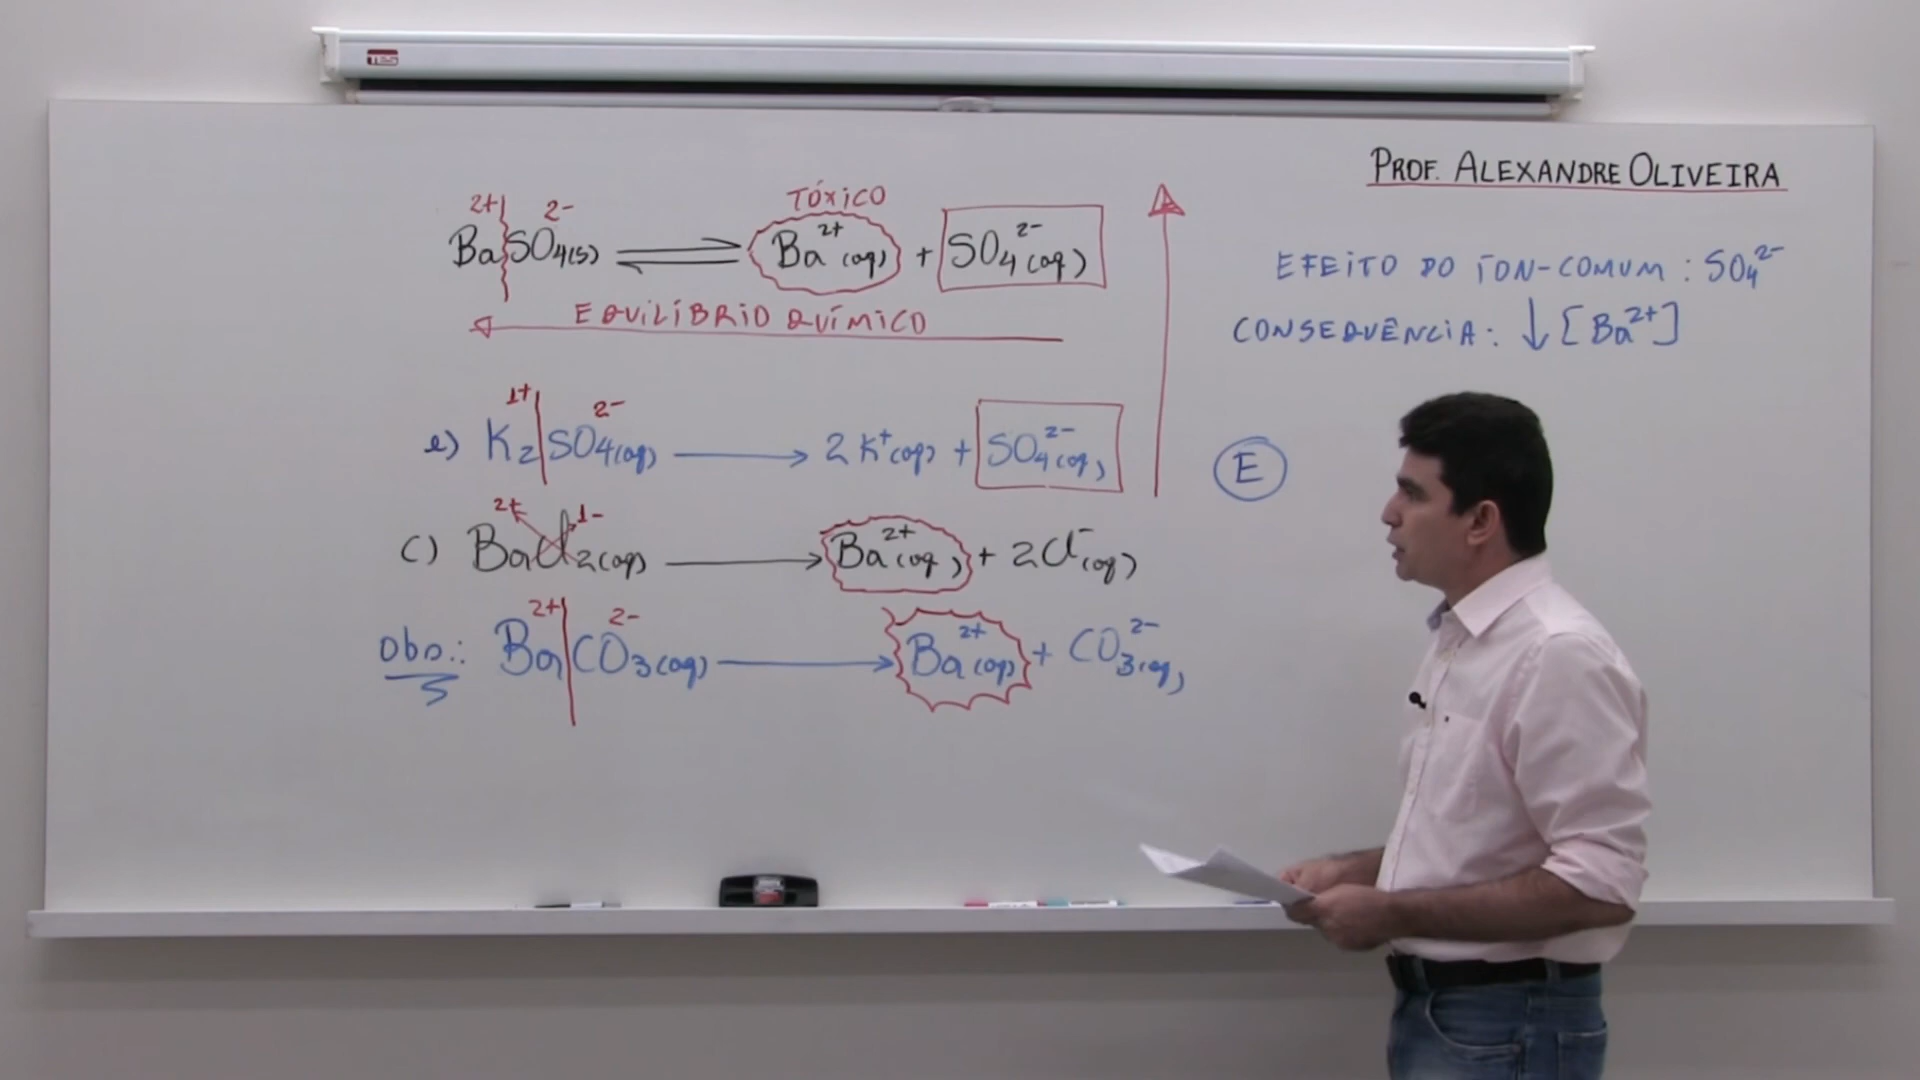 TES
PROF. ALEXANDRE OLIVEIRA
TÓXICO
2+ 2-
BaSO₄(s) ⇌ Ba²⁺(aq) + SO₄²⁻(aq)
EQUILÍBRIO QUÍMICO
EFEITO DO ÍON-COMUM : SO₄²⁻
CONSEQUÊNCIA: ↓ [Ba²⁺]
1+ 2-
e) K₂SO₄(aq) → 2K⁺(aq) + SO₄²⁻(aq)
E
2+ 1-
C) BaCl₂(aq) → Ba²⁺(aq) + 2Cl⁻(aq)
2+ 2-
Obs.: BaCO₃(aq) → Ba²⁺(aq) + CO₃²⁻(aq)